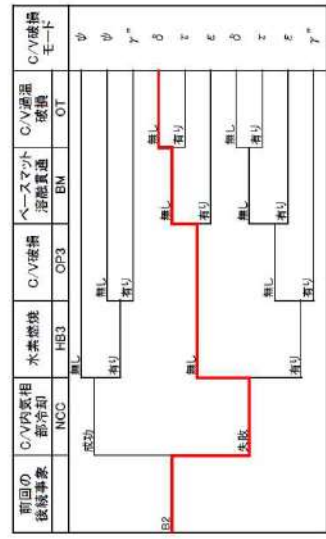 前回の
後続事象
C/V内気相
部冷却
NCC
水素燃焼
HB3
C/V破損
OP3
ベースマット
溶融貫通
BM
C/V過温
破損
OT
C/V破損
モード
B2
成功
失敗
無し
有り
無し
有り
無し
有り
無し
有り
無し
有り
無し
有り
無し
有り
ψ
ψ
γ"
δ
τ
ε
δ
τ
ε
γ"